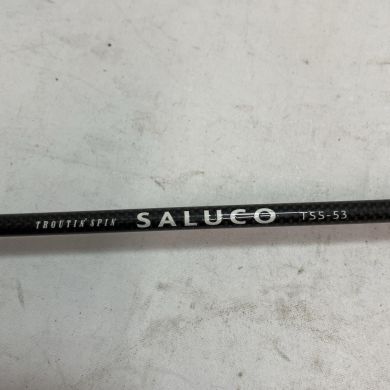 TROUTIN' SPIN SALUCO TSS-53